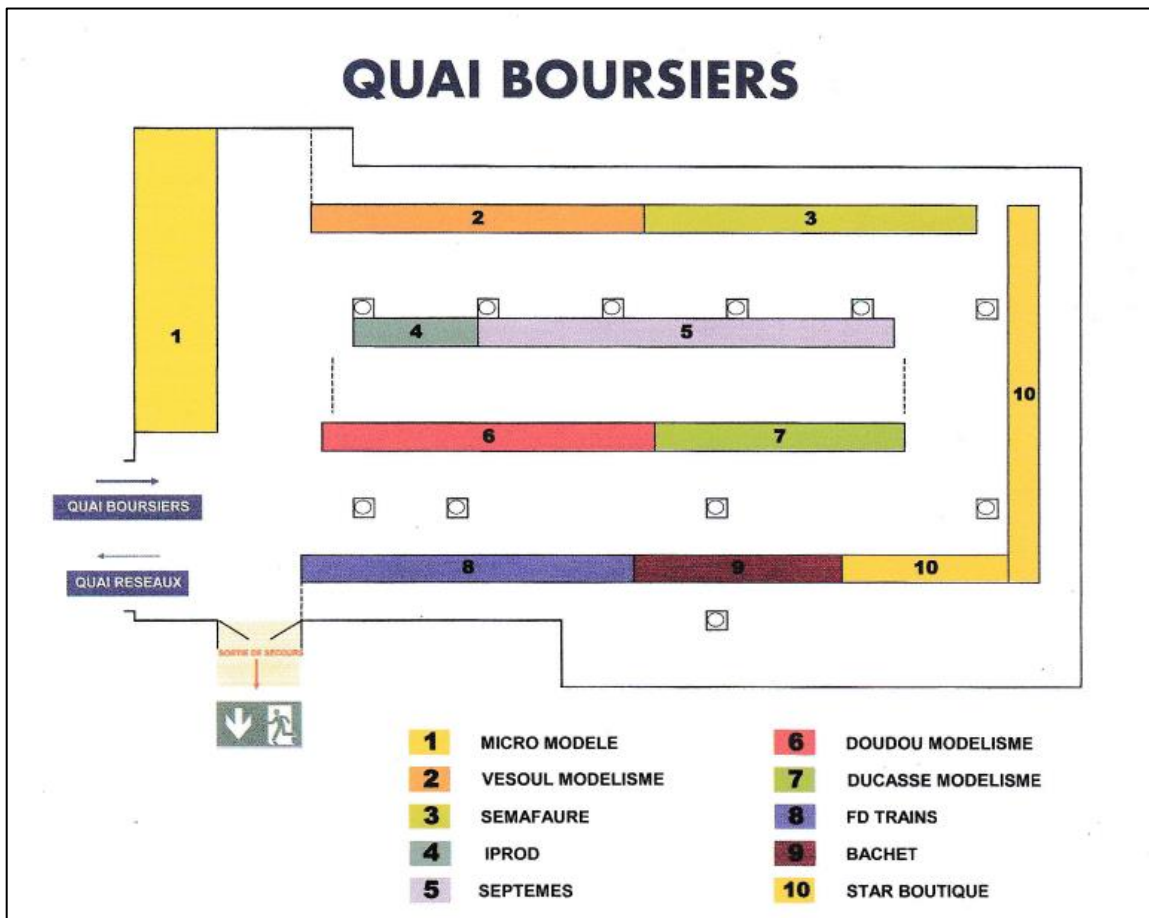 QUAI BOURSIERS
2
3
4
5
1
10
6
7
QUAI BOURSIERS
QUAI RESEAUX
8
9
10
SORTIE DE SECOURS
1 MICRO MODELE
2 VESOUL MODELISME
3 SEMAFAURE
4 IPROD
5 SEPTEMES
6 DOUDOU MODELISME
7 DUCASSE MODELISME
8 FD TRAINS
9 BACHET
10 STAR BOUTIQUE